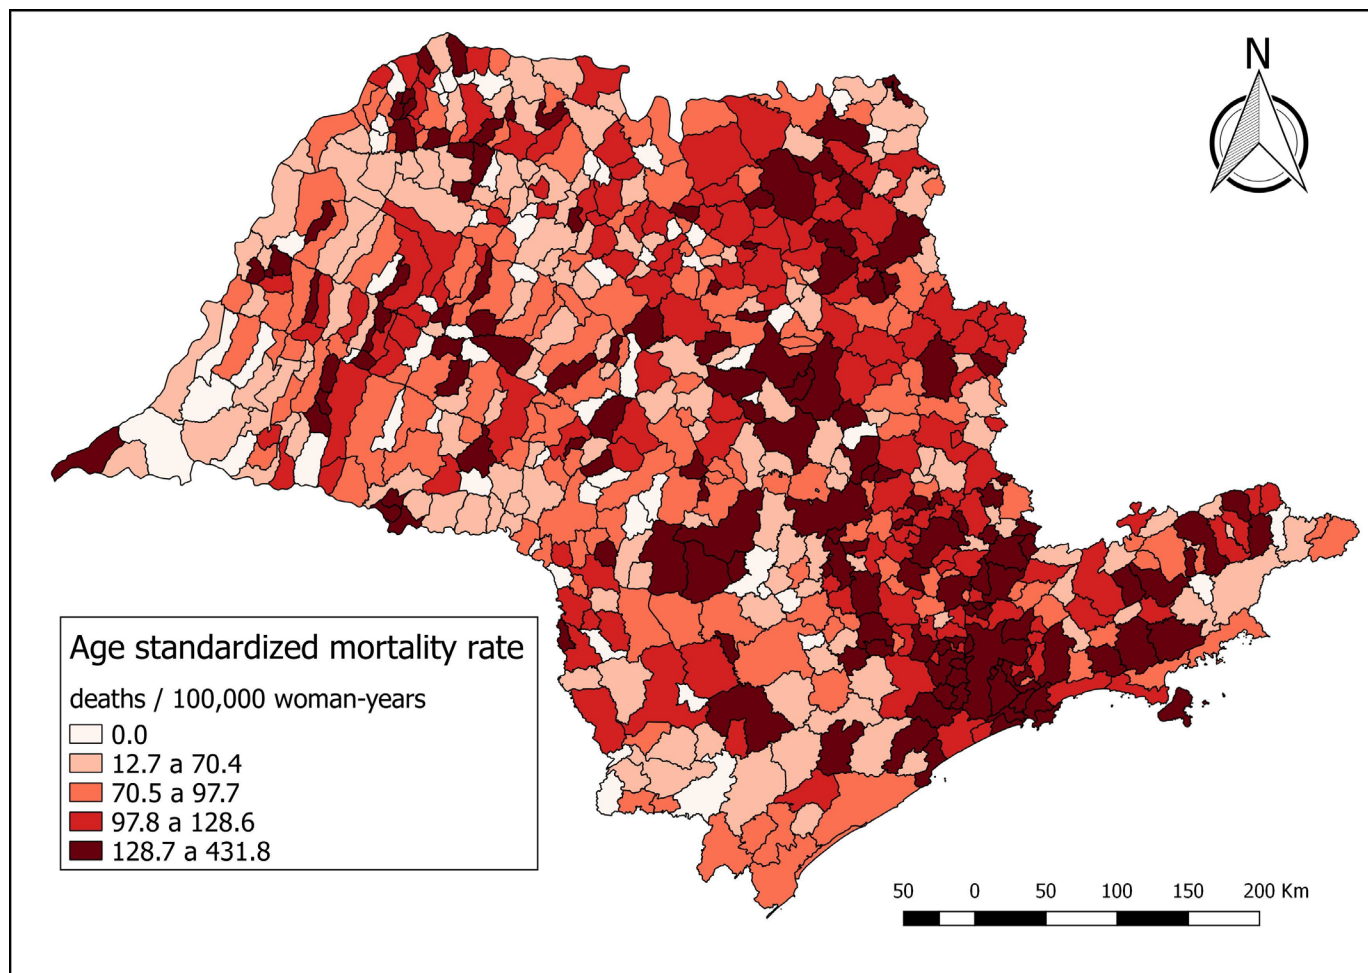 N
Age standardized mortality rate
deaths / 100,000 woman-years
0.0
12.7 a 70.4
70.5 a 97.7
97.8 a 128.6
128.7 a 431.8
50 0 50 100 150 200 Km